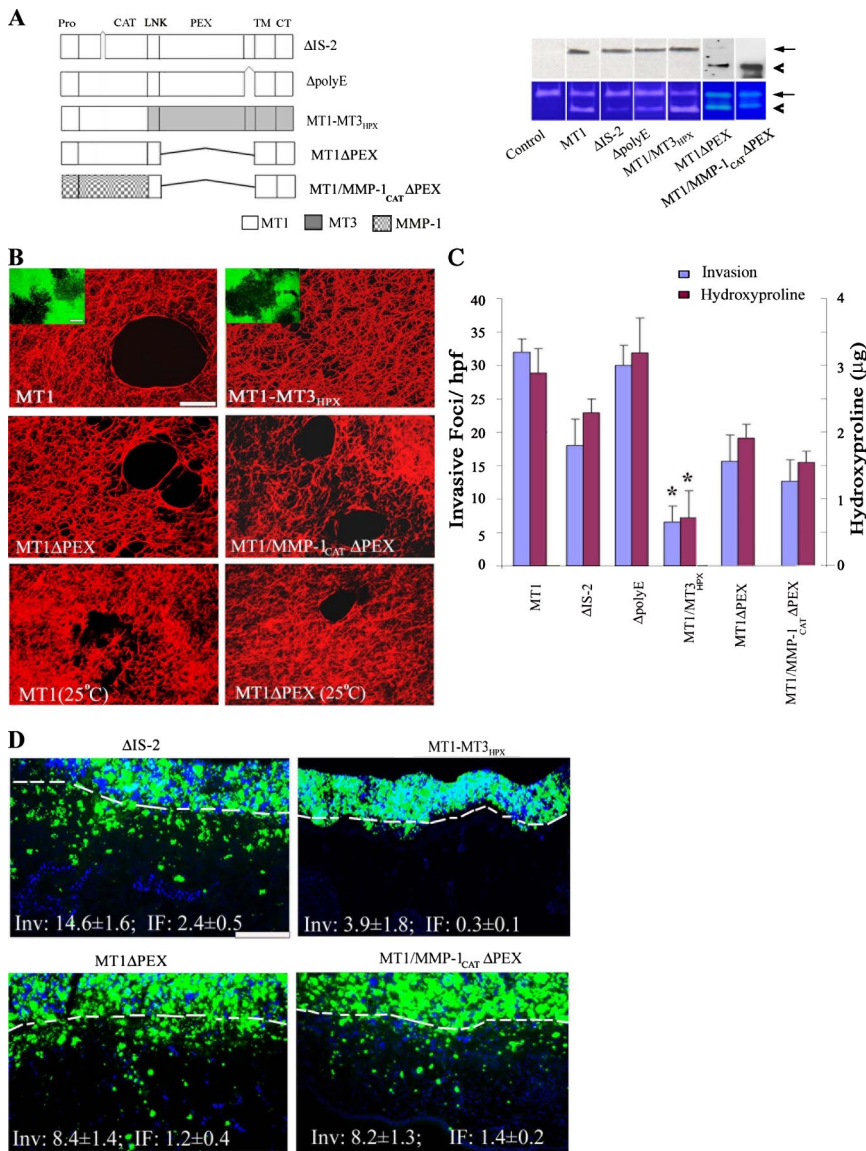 A
Pro CAT LNK PEX TM CT
ΔIS-2
ΔpolyE
MT1-MT3HPX
MT1ΔPEX
MT1/MMP-1CAT ΔPEX
MT1 MT3 MMP-1
Control
MT1
ΔIS-2
ΔpolyE
MT1/MT3HPX
MT1ΔPEX
MT1/MMP-1CAT ΔPEX
B
MT1
MT1-MT3HPX
MT1ΔPEX
MT1/MMP-1CAT ΔPEX
MT1(25°C)
MT1ΔPEX (25°C)
C
Invasion
Hydroxyproline
Invasive Foci/ hpf
40
35
30
25
20
15
10
5
0
* *
4
3
2
1
0
Hydroxyproline (µg)
MT1
ΔIS-2
ΔpolyE
MT1/MT3HPX
MT1ΔPEX
MT1/MMP-1CAT ΔPEX
D
ΔIS-2
Inv: 14.6±1.6; IF: 2.4±0.5
MT1-MT3HPX
Inv: 3.9±1.8; IF: 0.3±0.1
MT1ΔPEX
Inv: 8.4±1.4; IF: 1.2±0.4
MT1/MMP-1CAT ΔPEX
Inv: 8.2±1.3; IF: 1.4±0.2